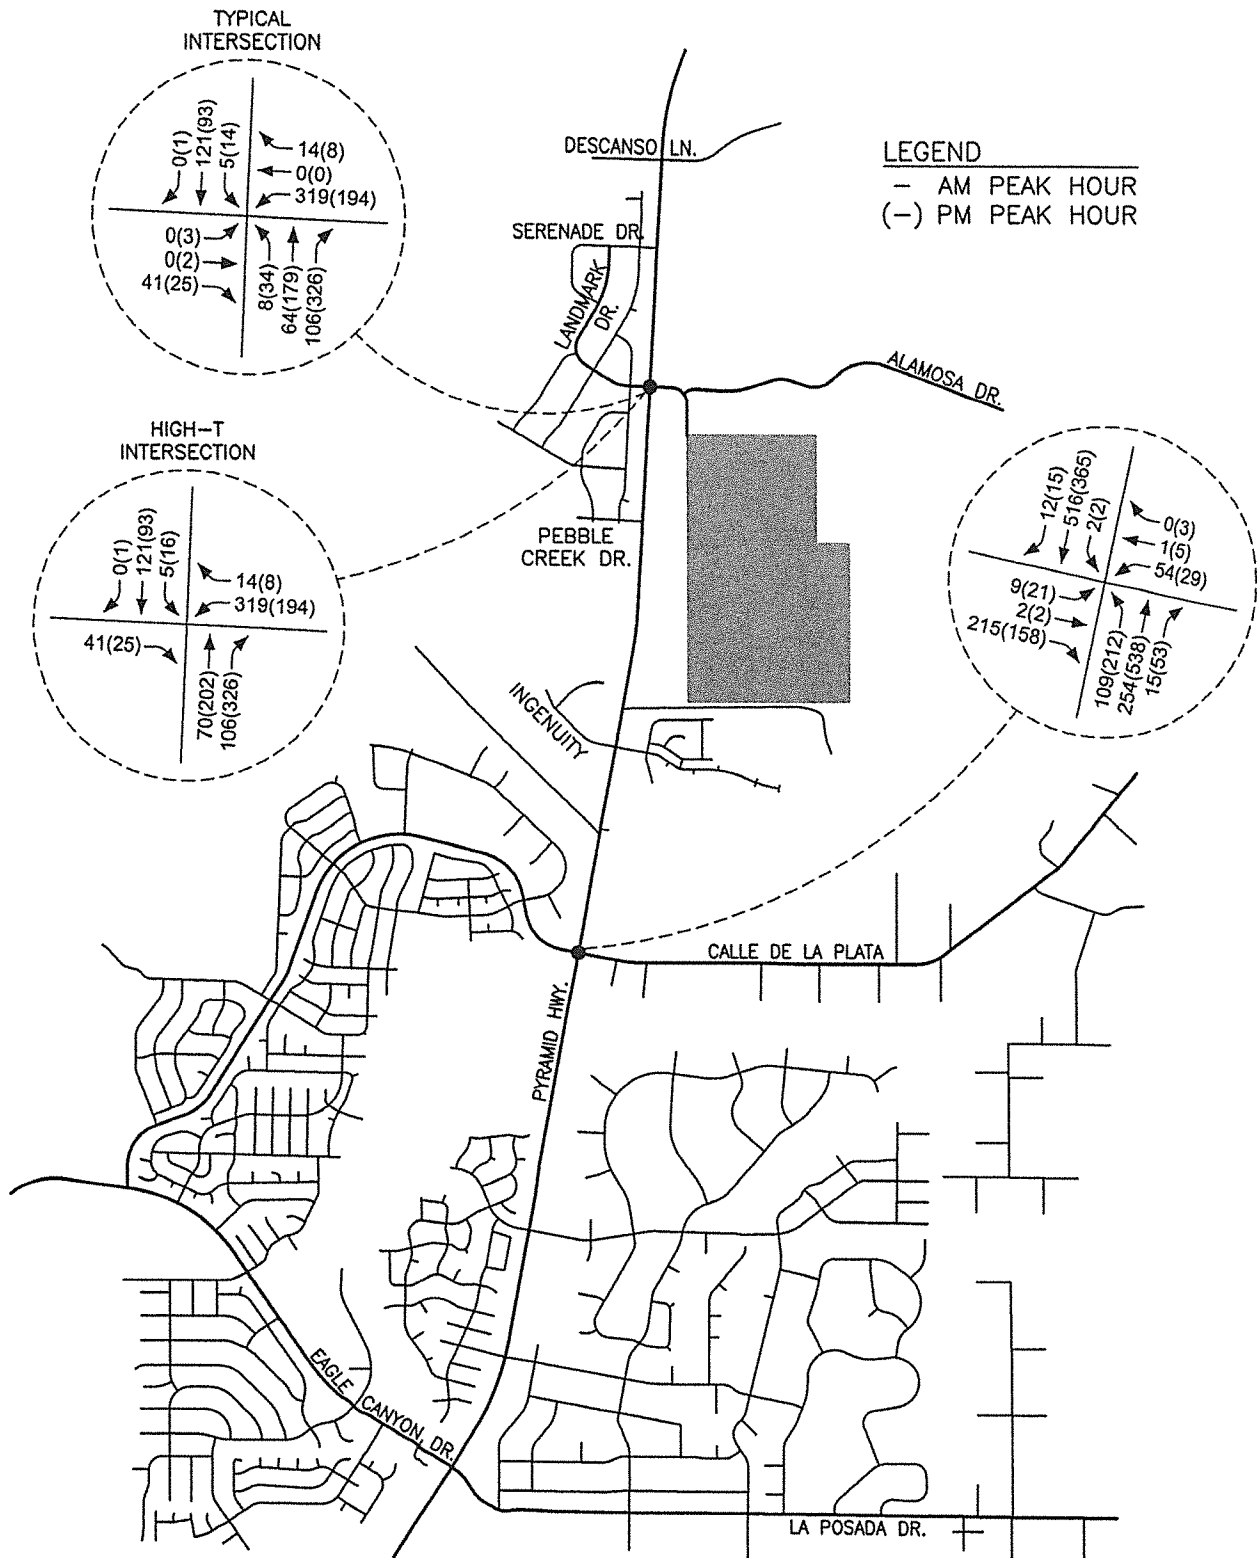 TYPICAL
INTERSECTION
0(1)
121(93)
5(14)
14(8)
0(0)
319(194)
0(3)
0(2)
41(25)
8(34)
64(179)
106(326)
DESCANSO LN.
LEGEND
- AM PEAK HOUR
(-) PM PEAK HOUR
SERENADE DR.
LANDMARK
DR.
ALAMOSA DR.
HIGH-T
INTERSECTION
0(1)
121(93)
5(16)
14(8)
319(194)
41(25)
70(202)
106(326)
PEBBLE
CREEK DR.
12(15)
516(365)
2(2)
0(3)
1(5)
54(29)
9(21)
2(2)
215(158)
109(212)
254(538)
15(53)
INGENUITY
CALLE DE LA PLATA
PYRAMID HWY.
EAGLE CANYON DR.
LA POSADA DR.